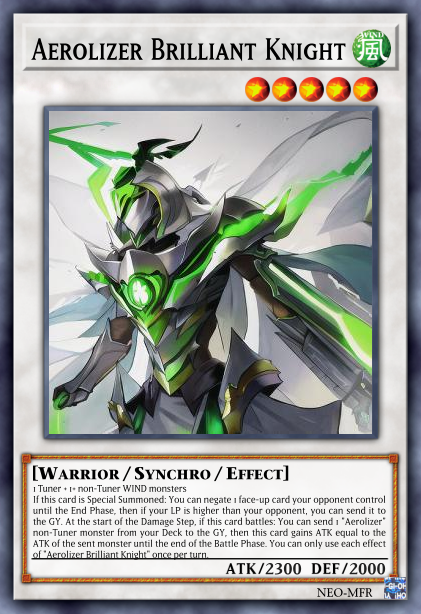 AEROLIZER BRILLIANT KNIGHT
WIND
風
[WARRIOR / SYNCHRO / EFFECT]
1 Tuner + 1+ non-Tuner WIND monsters
If this card is Special Summoned: You can negate 1 face-up card your opponent control
until the End Phase, then if your LP is higher than your opponent, you can send it to
the GY. At the start of the Damage Step, if this card battles: You can send 1 "Aerolizer"
non-Tuner monster from your Deck to the GY, then this card gains ATK equal to the
ATK of the sent monster until the end of the Battle Phase. You can only use each effect
of "Aerolizer Brilliant Knight" once per turn.
ATK/2300 DEF/2000
NEO-MFR